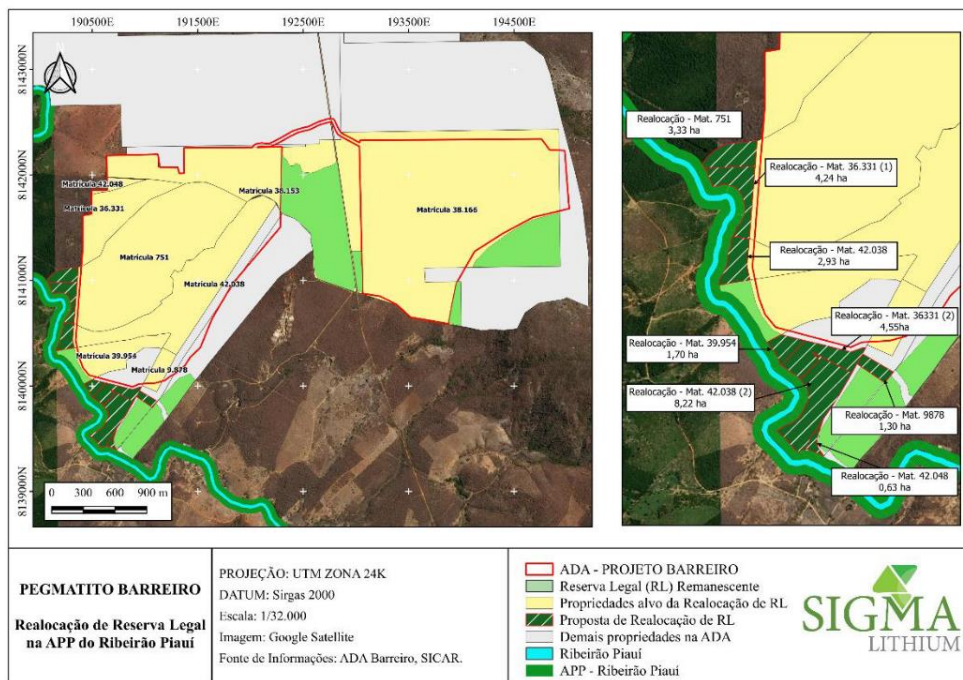 190500E 191500E 192500E 193500E 194500E
8143000N
8142000N
8141000N
8140000N
8139000N
Matrícula 42.048
Matrícula 38.153
Matrícula 36.331
Matrícula 38.166
Matrícula 751
Matrícula 42.038
Matrícula 39.954
Matrícula 9.878
0 300 600 900 m
Realocação - Mat. 751
3,33 ha
Realocação - Mat. 36.331 (1)
4,24 ha
Realocação - Mat. 42.038
2,93 ha
Realocação - Mat. 36331 (2)
4,55ha
Realocação - Mat. 39.954
1,70 ha
Realocação - Mat. 42.038 (2)
8,22 ha
Realocação - Mat. 9878
1,30 ha
Realocação - Mat. 42.048
0,63 ha
PEGMATITO BARREIRO
Realocação de Reserva Legal
na APP do Ribeirão Piauí
PROJEÇÃO: UTM ZONA 24K
DATUM: Sirgas 2000
Escala: 1/32.000
Imagem: Google Satellite
Fonte de Informações: ADA Barreiro, SICAR.
ADA - PROJETO BARREIRO
Reserva Legal (RL) Remanescente
Propriedades alvo da Realocação de RL
Proposta de Realocação de RL
Demais propriedades na ADA
Ribeirão Piauí
APP - Ribeirão Piauí
SIGMA
LITHIUM